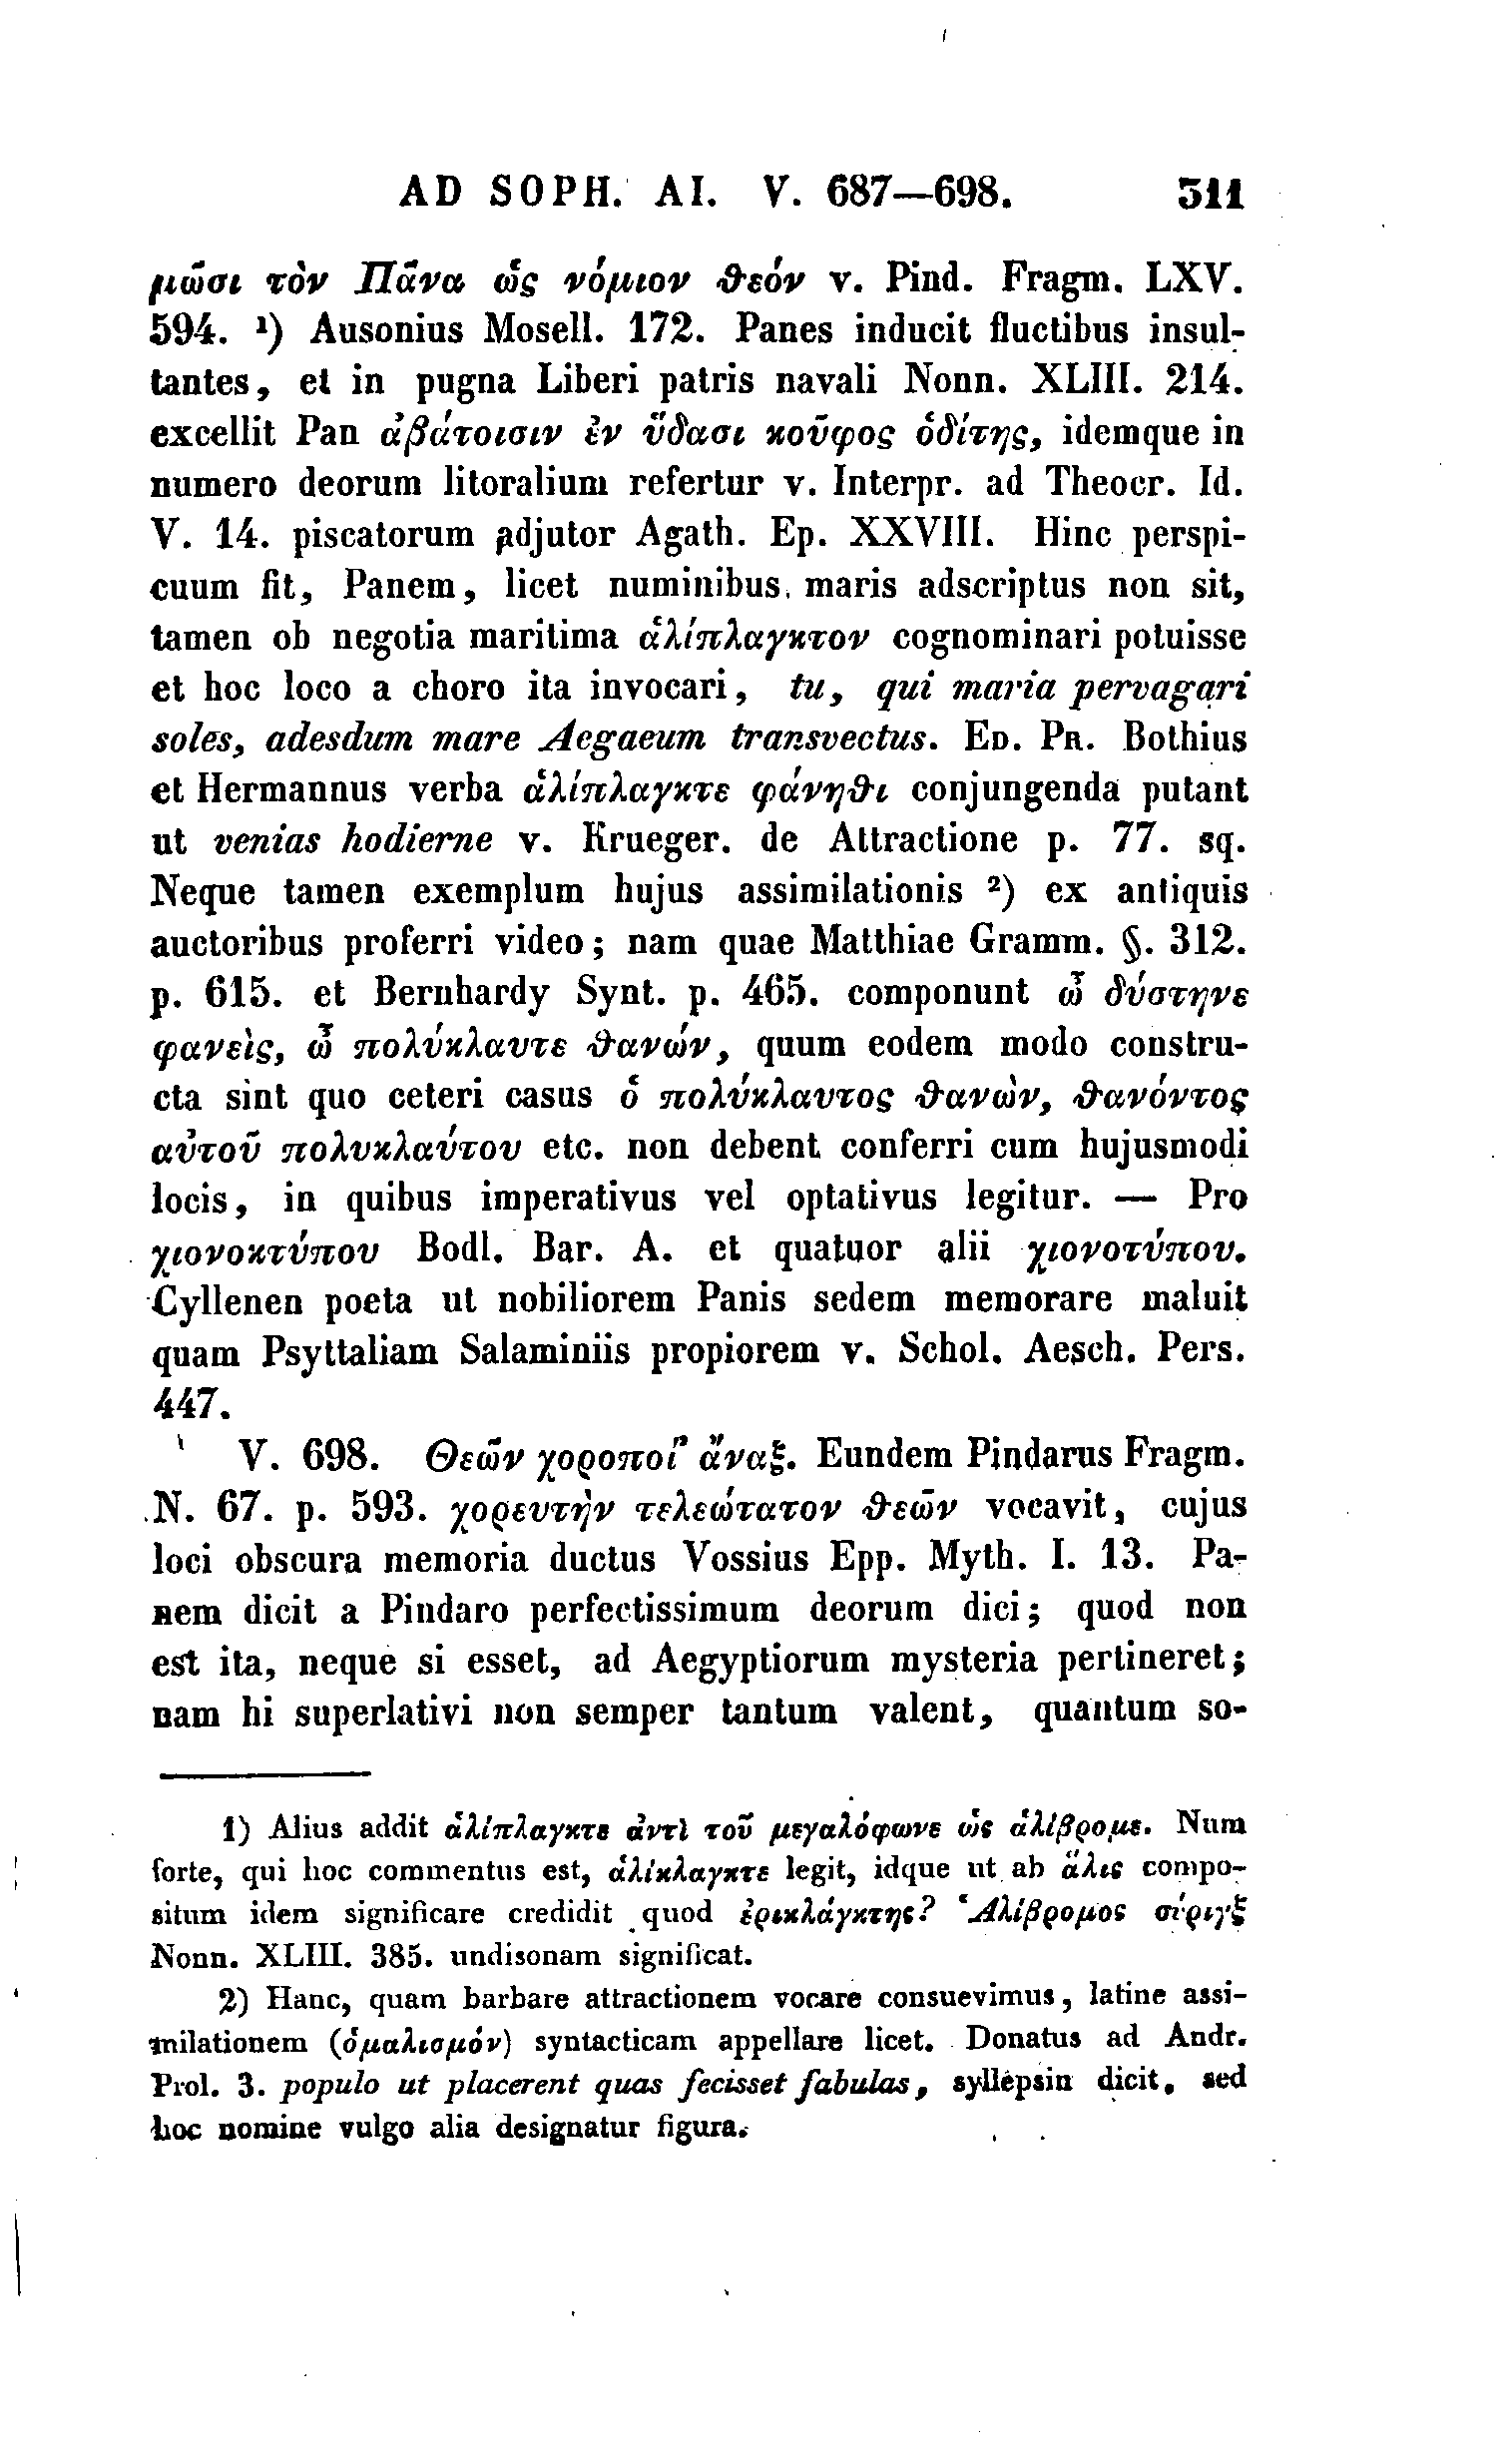 AD SOPH. AI. V. 687—698. 311
μῶσι τὸν Πᾶνα ὡς νόμιον θεόν v. Pind. Fragm. LXV.
594. ¹) Ausonius Mosell. 172. Panes inducit fluctibus insul-
tantes, et in pugna Liberi patris navali Nonn. XLIII. 214.
excellit Pan ἀβάτοισιν ἐν ὕδασι κοῦφος ὁδίτης, idemque in
numero deorum litoralium refertur v. Interpr. ad Theocr. Id.
V. 14. piscatorum adjutor Agath. Ep. XXVIII. Hinc perspi-
cuum fit, Panem, licet numinibus maris adscriptus non sit,
tamen ob negotia maritima ἁλίπλαγκτον cognominari potuisse
et hoc loco a choro ita invocari, tu, qui maria pervagari
soles, adesdum mare Aegaeum transvectus. ED. PR. Bothius
et Hermannus verba ἁλίπλαγκτε φάνηθι conjungenda putant
ut venias hodierne v. Krueger. de Attractione p. 77. sq.
Neque tamen exemplum hujus assimilationis ²) ex antiquis
auctoribus proferri video; nam quae Matthiae Gramm. §. 312.
p. 615. et Bernhardy Synt. p. 465. componunt ὦ δύστηνε
φανεὶς, ὦ πολύκλαυτε θανών, quum eodem modo constru-
cta sint quo ceteri casus ὁ πολύκλαυτος θανὼν, θανόντος
αὐτοῦ πολυκλαύτου etc. non debent conferri cum hujusmodi
locis, in quibus imperativus vel optativus legitur. — Pro
χιονοκτύπου Bodl. Bar. A. et quatuor alii χιονοτύπου.
Cyllenen poeta ut nobiliorem Panis sedem memorare maluit
quam Psyttaliam Salaminiis propiorem v. Schol. Aesch. Pers.
447.
V. 698. Θεῶν χοροποί᾽ ἄναξ. Eundem Pindarus Fragm.
N. 67. p. 593. χορευτὴν τελεώτατον θεῶν vocavit, cujus
loci obscura memoria ductus Vossius Epp. Myth. I. 13. Pa-
nem dicit a Pindaro perfectissimum deorum dici; quod non
est ita, neque si esset, ad Aegyptiorum mysteria pertineret;
nam hi superlativi non semper tantum valent, quantum so-
1) Alius addit ἁλίπλαγκτε ἀντὶ τοῦ μεγαλόφωνε ὡς ἁλίβρομε. Num
forte, qui hoc commentus est, ἁλίκλαγκτε legit, idque ut ab ἅλις compo-
situm idem significare credidit quod ἐρικλάγκτης? Ἁλίβρομος σύριγξ
Nonn. XLIII. 385. undisonam significat.
2) Hanc, quam barbare attractionem vocare consuevimus, latine assi-
milationem (ὁμαλισμόν) syntacticam appellare licet. Donatus ad Andr.
Prol. 3. populo ut placerent quas fecisset fabulas, syllepsin dicit, sed
hoc nomine vulgo alia designatur figura.